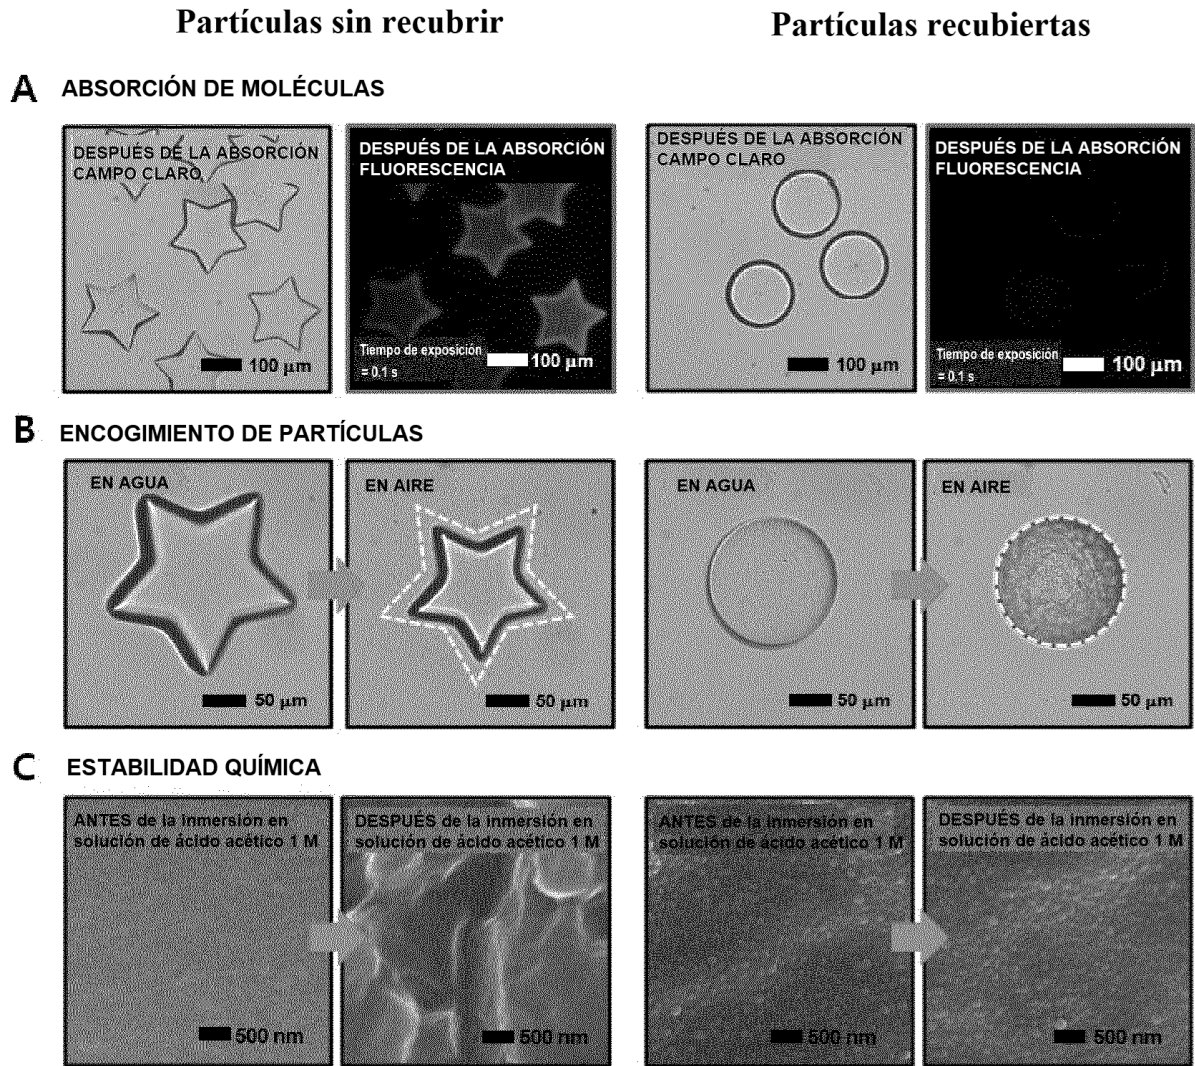 Partículas sin recubrir
Partículas recubiertas
A ABSORCIÓN DE MOLÉCULAS
DESPUÉS DE LA ABSORCIÓN
CAMPO CLARO
100 μm
DESPUÉS DE LA ABSORCIÓN
FLUORESCENCIA
Tiempo de exposición
= 0.1 s
100 μm
DESPUÉS DE LA ABSORCIÓN
CAMPO CLARO
100 μm
DESPUÉS DE LA ABSORCIÓN
FLUORESCENCIA
Tiempo de exposición
= 0.1 s
100 μm
B ENCOGIMIENTO DE PARTÍCULAS
EN AGUA
50 μm
EN AIRE
50 μm
EN AGUA
50 μm
EN AIRE
50 μm
C ESTABILIDAD QUÍMICA
ANTES de la inmersión en
solución de ácido acético 1 M
500 nm
DESPUÉS de la inmersión en
solución de ácido acético 1 M
500 nm
ANTES de la inmersión en
solución de ácido acético 1 M
500 nm
DESPUÉS de la inmersión en
solución de ácido acético 1 M
500 nm